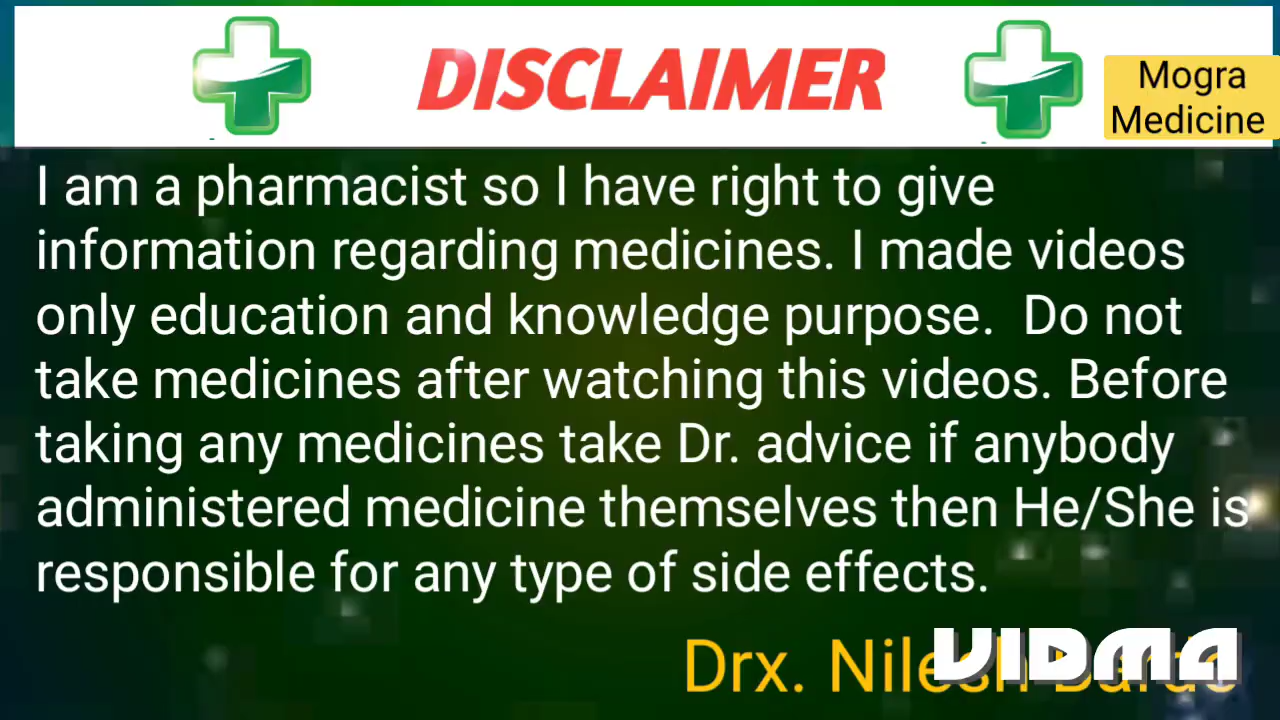 DISCLAIMER
Mogra
Medicine
I am a pharmacist so I have right to give
information regarding medicines. I made videos
only education and knowledge purpose. Do not
take medicines after watching this videos. Before
taking any medicines take Dr. advice if anybody
administered medicine themselves then He/She is
responsible for any type of side effects.
Drx. Nilesh
VIDMA